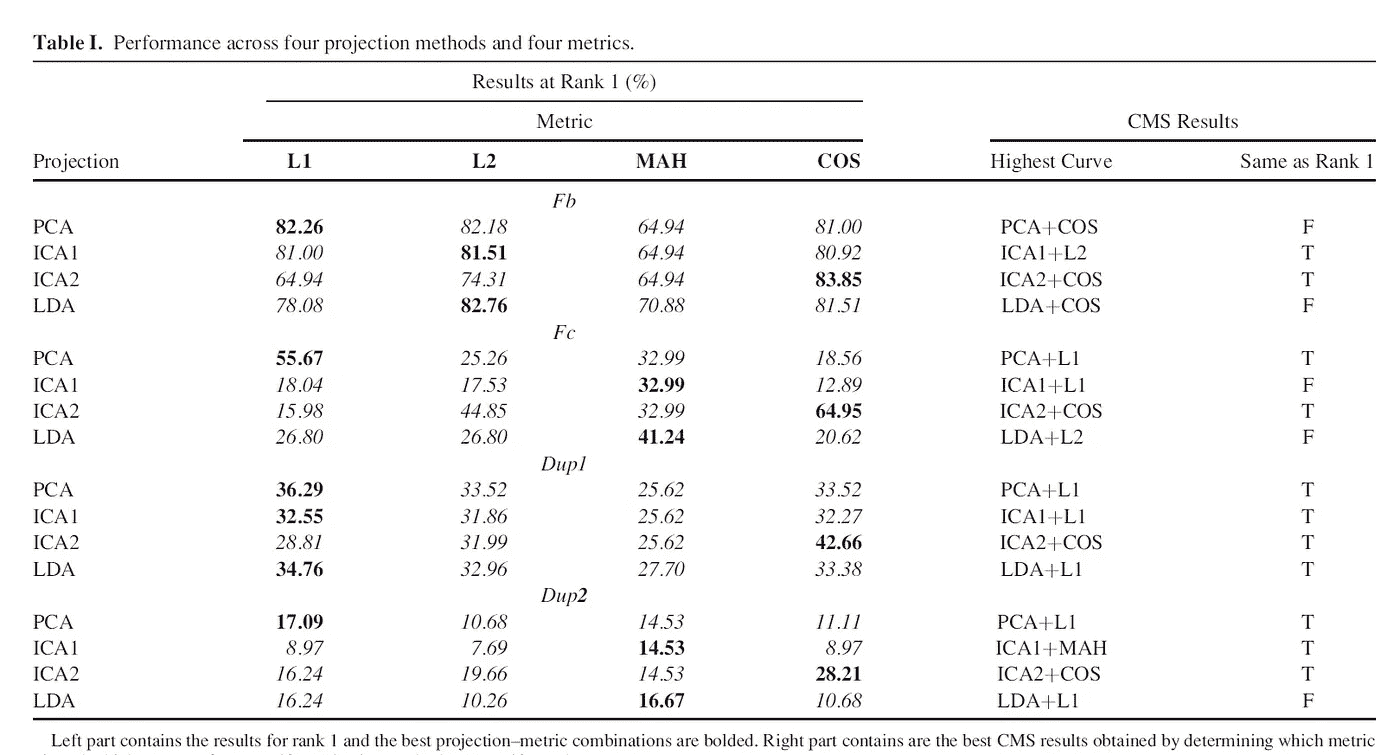 Table I. Performance across four projection methods and four metrics.
Results at Rank 1 (%)
Metric CMS Results
Projection L1 L2 MAH COS Highest Curve Same as Rank 1
Fb
PCA 82.26 82.18 64.94 81.00 PCA+COS F
ICA1 81.00 81.51 64.94 80.92 ICA1+L2 T
ICA2 64.94 74.31 64.94 83.85 ICA2+COS T
LDA 78.08 82.76 70.88 81.51 LDA+COS F
Fc
PCA 55.67 25.26 32.99 18.56 PCA+L1 T
ICA1 18.04 17.53 32.99 12.89 ICA1+L1 F
ICA2 15.98 44.85 32.99 64.95 ICA2+COS T
LDA 26.80 26.80 41.24 20.62 LDA+L2 F
Dup1
PCA 36.29 33.52 25.62 33.52 PCA+L1 T
ICA1 32.55 31.86 25.62 32.27 ICA1+L1 T
ICA2 28.81 31.99 25.62 42.66 ICA2+COS T
LDA 34.76 32.96 27.70 33.38 LDA+L1 T
Dup2
PCA 17.09 10.68 14.53 11.11 PCA+L1 T
ICA1 8.97 7.69 14.53 8.97 ICA1+MAH T
ICA2 16.24 19.66 14.53 28.21 ICA2+COS T
LDA 16.24 10.26 16.67 10.68 LDA+L1 F
Left part contains the results for rank 1 and the best projection–metric combinations are bolded. Right part contains are the best CMS results obtained by determining which metric